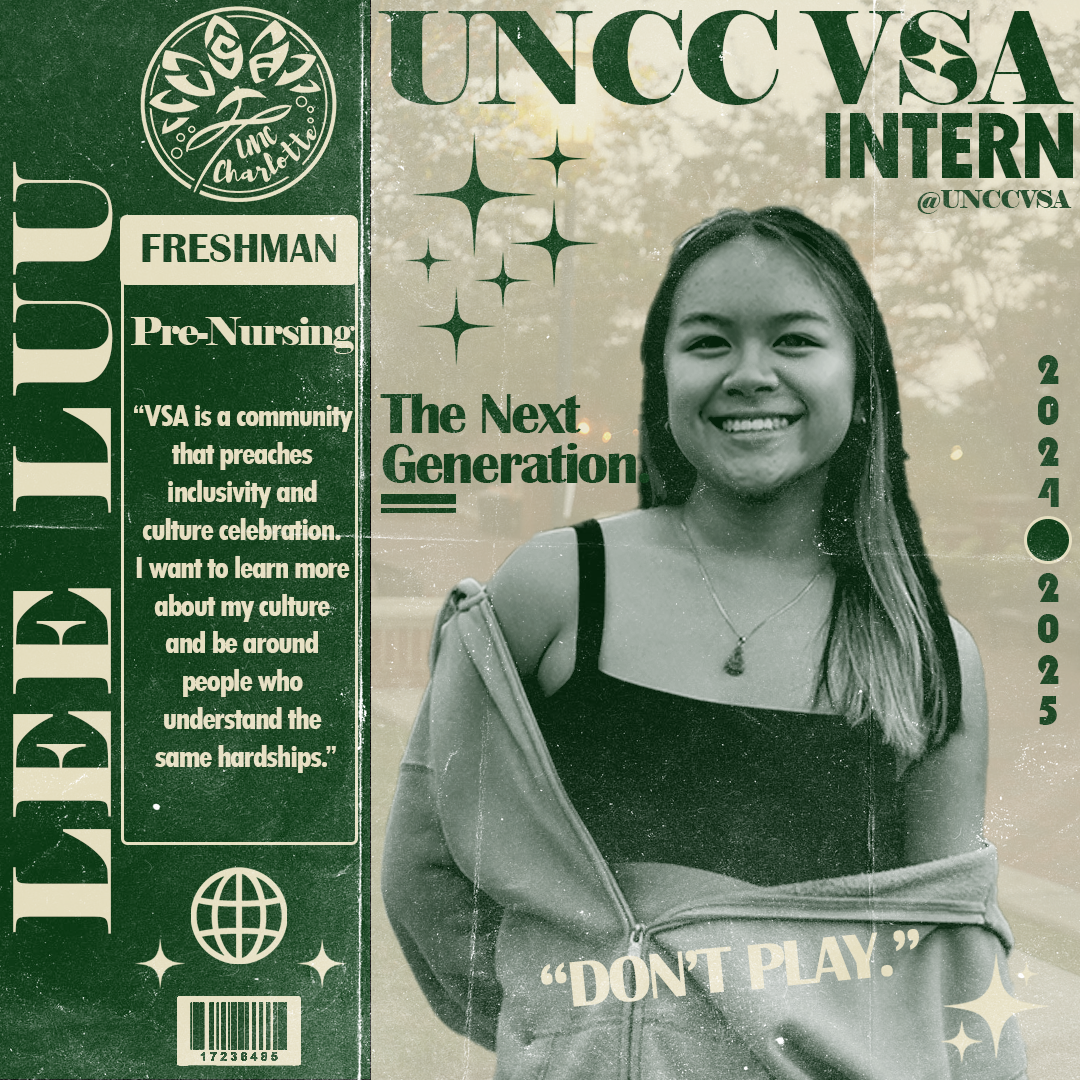 VSA
UNC
Charlotte
LEE LUU
FRESHMAN
Pre-Nursing
“VSA is a community
that preaches
inclusivity and
culture celebration.
I want to learn more
about my culture
and be around
people who
understand the
same hardships.”
17236485
UNCC VSA
INTERN
@UNCCVSA
The Next
Generation
2024
2025
“DON'T PLAY.”